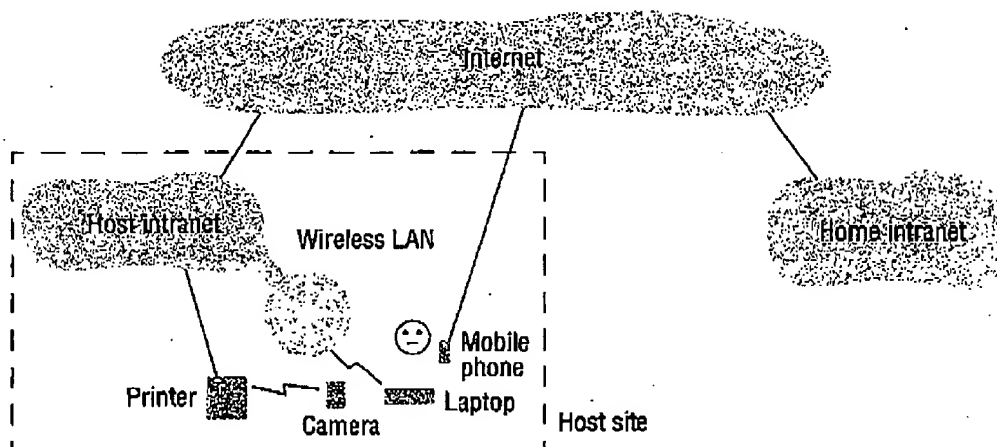 Internet
Host intranet
Wireless LAN
Home intranet
Mobile
phone
Printer
Camera
Laptop
Host site